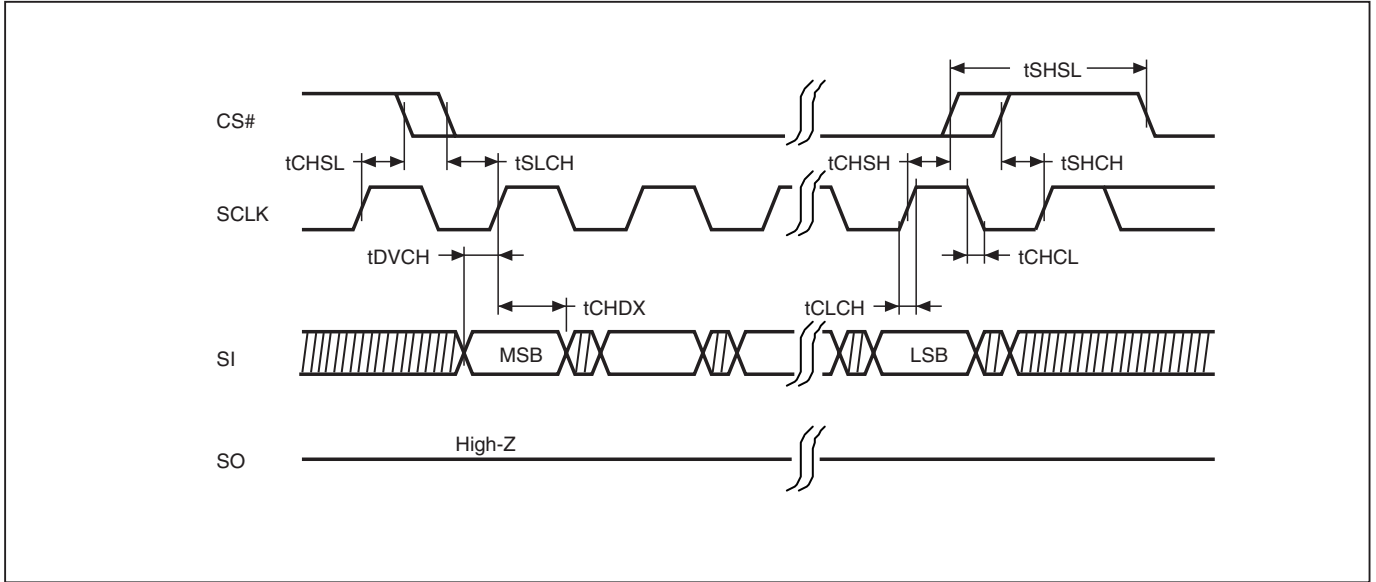 tSHSL
CS#
tCHSL
tSLCH
tCHSH
tSHCH
SCLK
tDVCH
tCHCL
tCHDX
tCLCH
SI
MSB
LSB
High-Z
SO